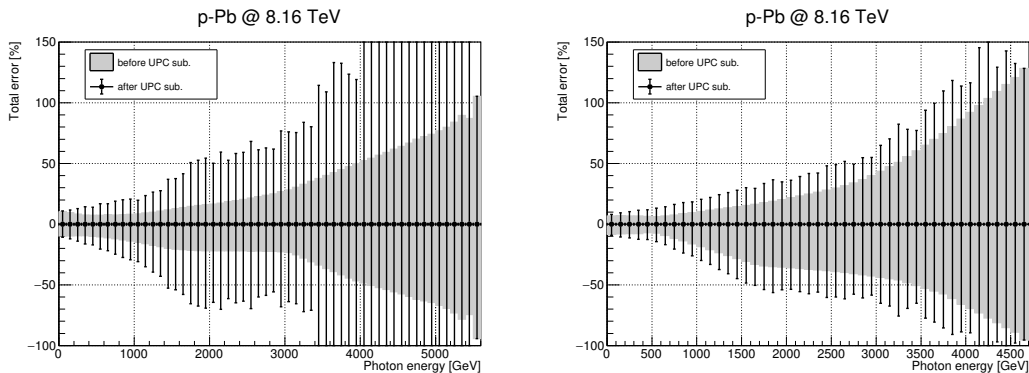 p-Pb @ 8.16 TeV
Total error [%]
150
100
50
0
−50
−100
before UPC sub.
after UPC sub.
0 1000 2000 3000 4000 5000
Photon energy [GeV]
p-Pb @ 8.16 TeV
Total error [%]
150
100
50
0
−50
−100
before UPC sub.
after UPC sub.
0 500 1000 1500 2000 2500 3000 3500 4000 4500
Photon energy [GeV]